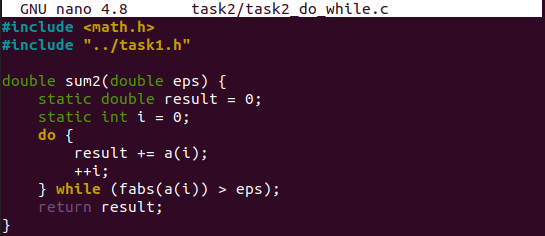 GNU nano 4.8 task2/task2_do_while.c
#include <math.h>
#include "../task1.h"
double sum2(double eps) {
    static double result = 0;
    static int i = 0;
    do {
        result += a(i);
        ++i;
    } while (fabs(a(i)) > eps);
    return result;
}